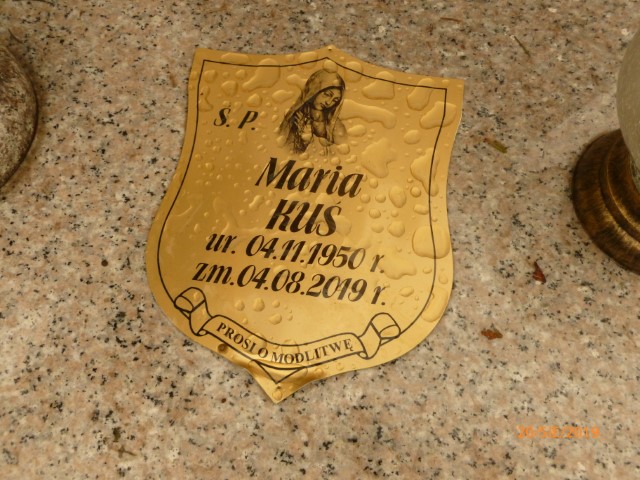 Ś. P.
Maria
KUŚ
ur. 04.11.1950 r.
zm.04.08.2019 r.
PROSI O MODLITWĘ